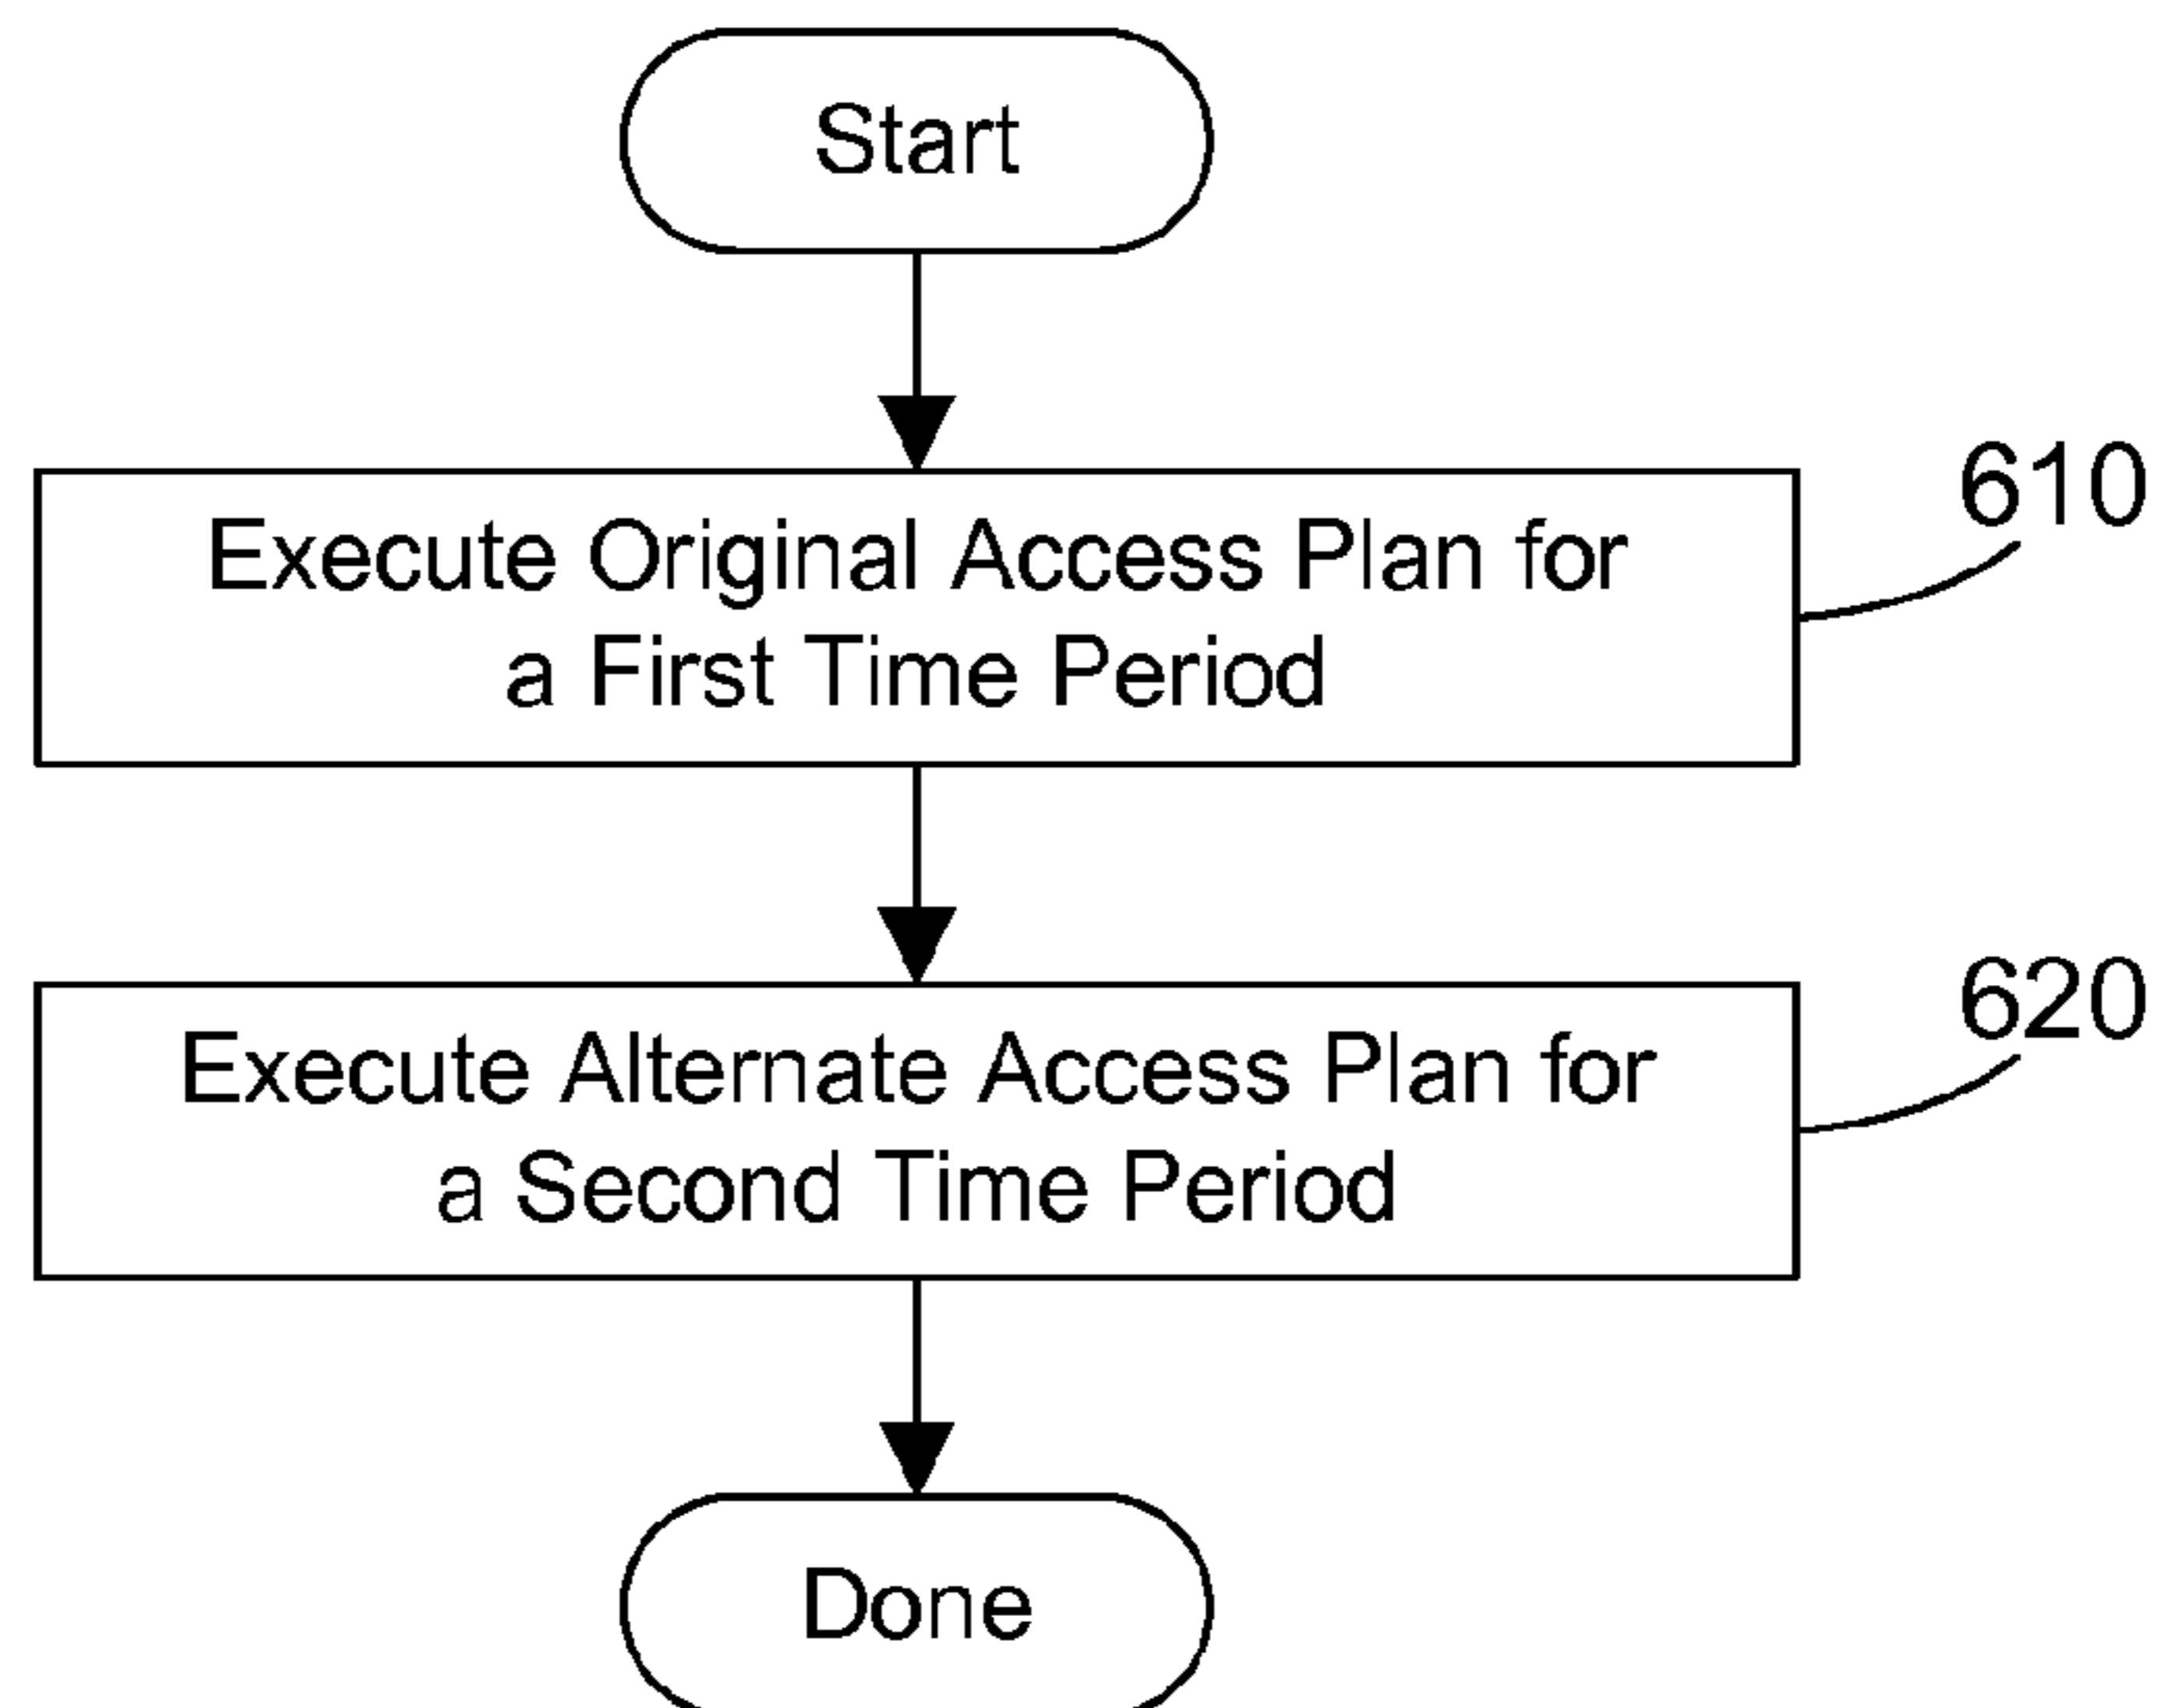 Start
610
Execute Original Access Plan for
a First Time Period
620
Execute Alternate Access Plan for
a Second Time Period
Done